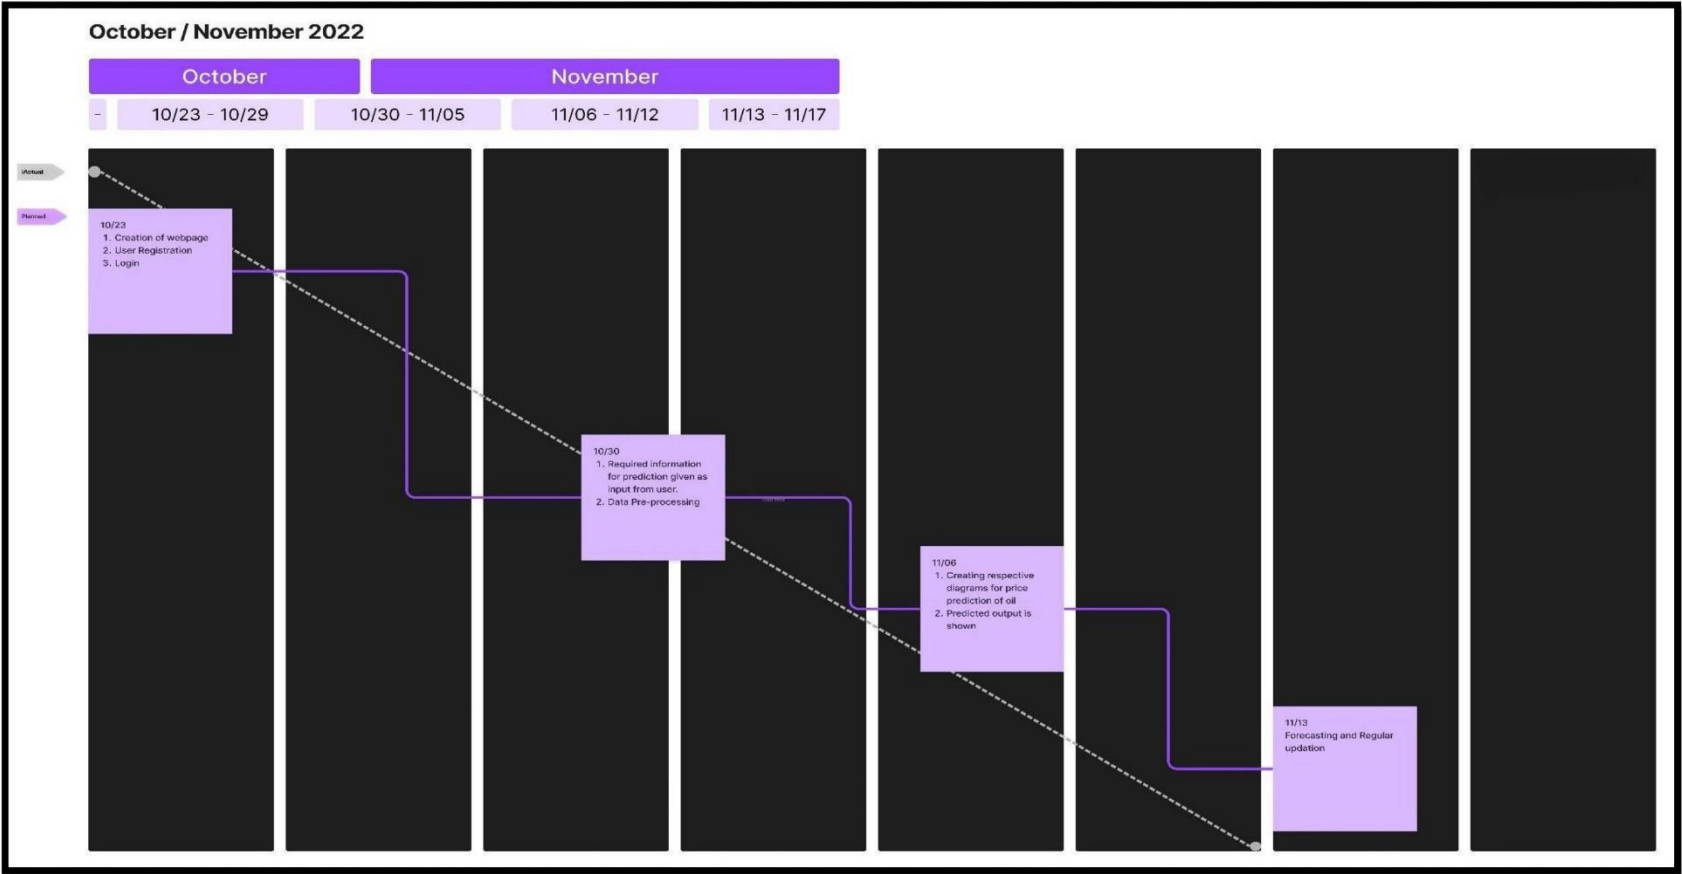 October / November 2022
October
November
-
10/23 - 10/29
10/30 - 11/05
11/06 - 11/12
11/13 - 11/17
Actual
Planned
10/23
1. Creation of webpage
2. User Registration
3. Login
10/30
1. Required information
for prediction given as
input from user.
2. Data Pre-processing
11/06
1. Creating respective
diagrams for price
prediction of oil
2. Predicted output is
shown
11/13
Forecasting and Regular
updation